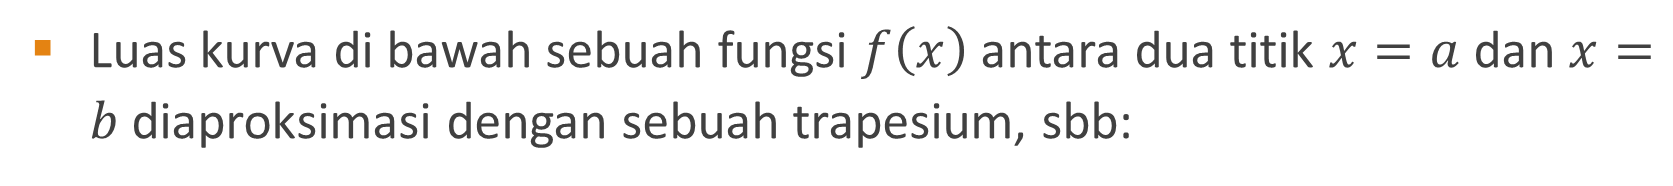 ▪ Luas kurva di bawah sebuah fungsi 𝑓(𝑥) antara dua titik 𝑥 = 𝑎 dan 𝑥 =
𝑏 diaproksimasi dengan sebuah trapesium, sbb: